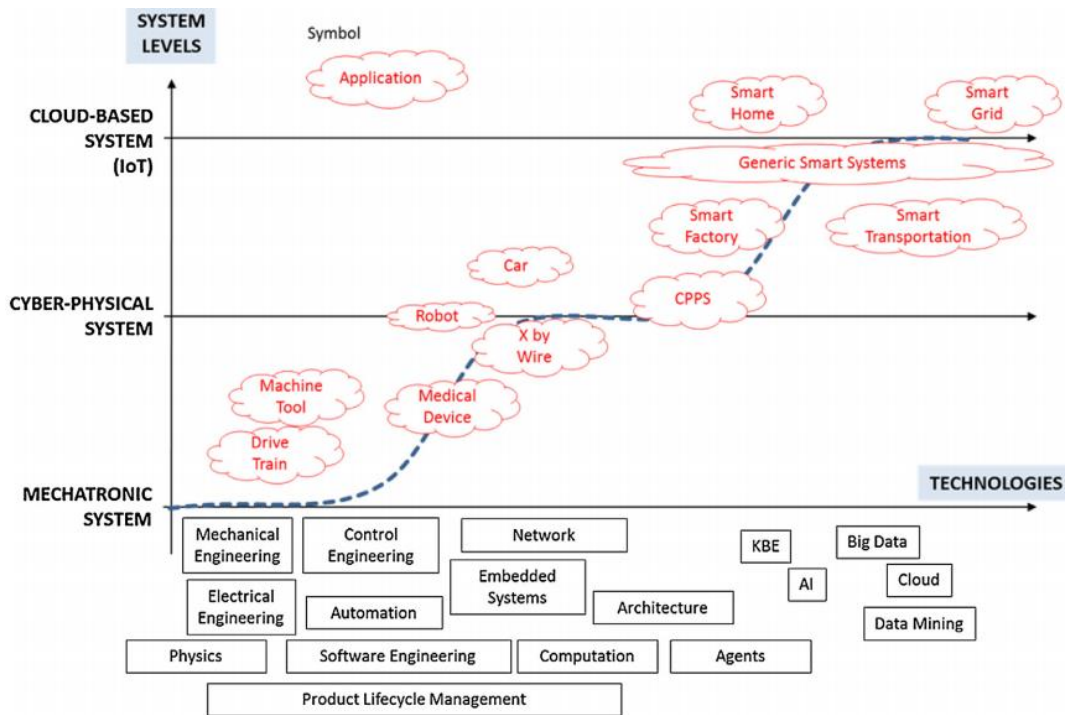 SYSTEM
LEVELS
Symbol
Application
CLOUD-BASED
SYSTEM
(IoT)
Smart
Home
Smart
Grid
Generic Smart Systems
Smart
Factory
Smart
Transportation
Car
CPPS
CYBER-PHYSICAL
SYSTEM
Robot
X by
Wire
Machine
Tool
Medical
Device
Drive
Train
MECHATRONIC
SYSTEM
TECHNOLOGIES
Mechanical
Engineering
Control
Engineering
Network
KBE
Big Data
Electrical
Engineering
Automation
Embedded
Systems
Architecture
AI
Cloud
Data Mining
Physics
Software Engineering
Computation
Agents
Product Lifecycle Management